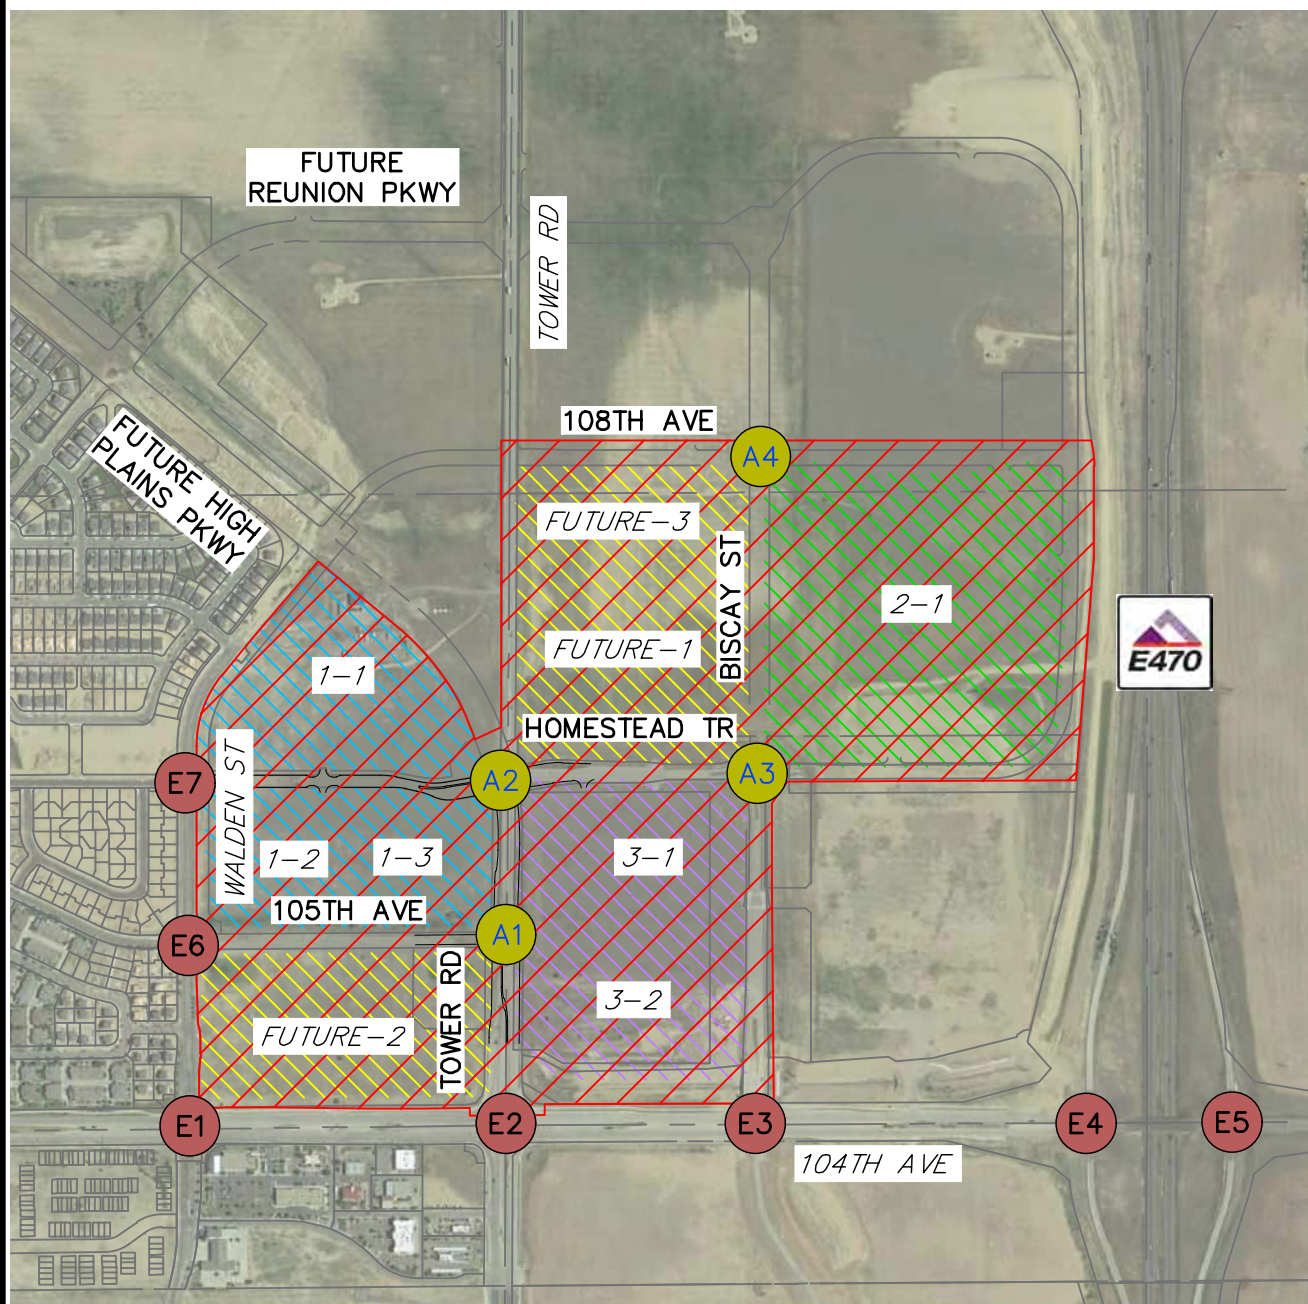 FUTURE
REUNION PKWY
TOWER RD
108TH AVE
A4
FUTURE HIGH
PLAINS PKWY
FUTURE-3
BISCAY ST
2-1
FUTURE-1
E470
1-1
HOMESTEAD TR
WALDEN ST
E7
A2
A3
1-2
1-3
3-1
105TH AVE
E6
A1
TOWER RD
3-2
FUTURE-2
E1
E2
E3
E4
E5
104TH AVE